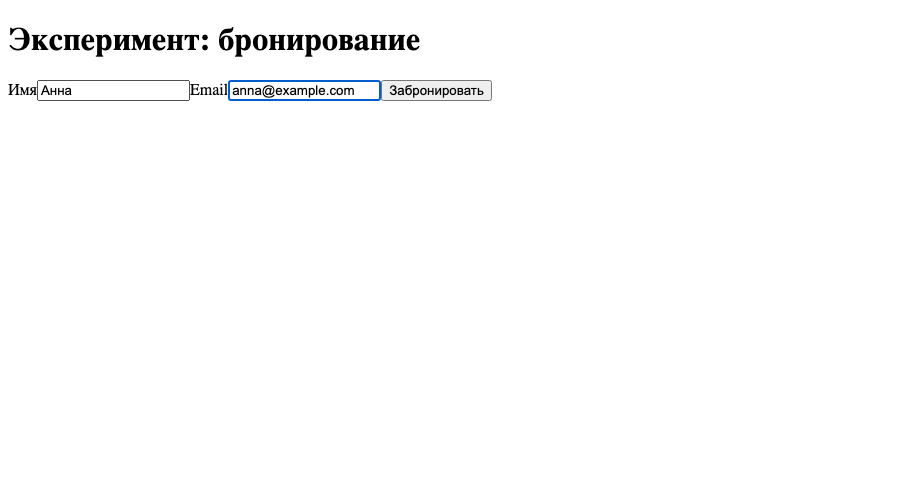 Эксперимент: бронирование
Имя Анна Email anna@example.com Забронировать